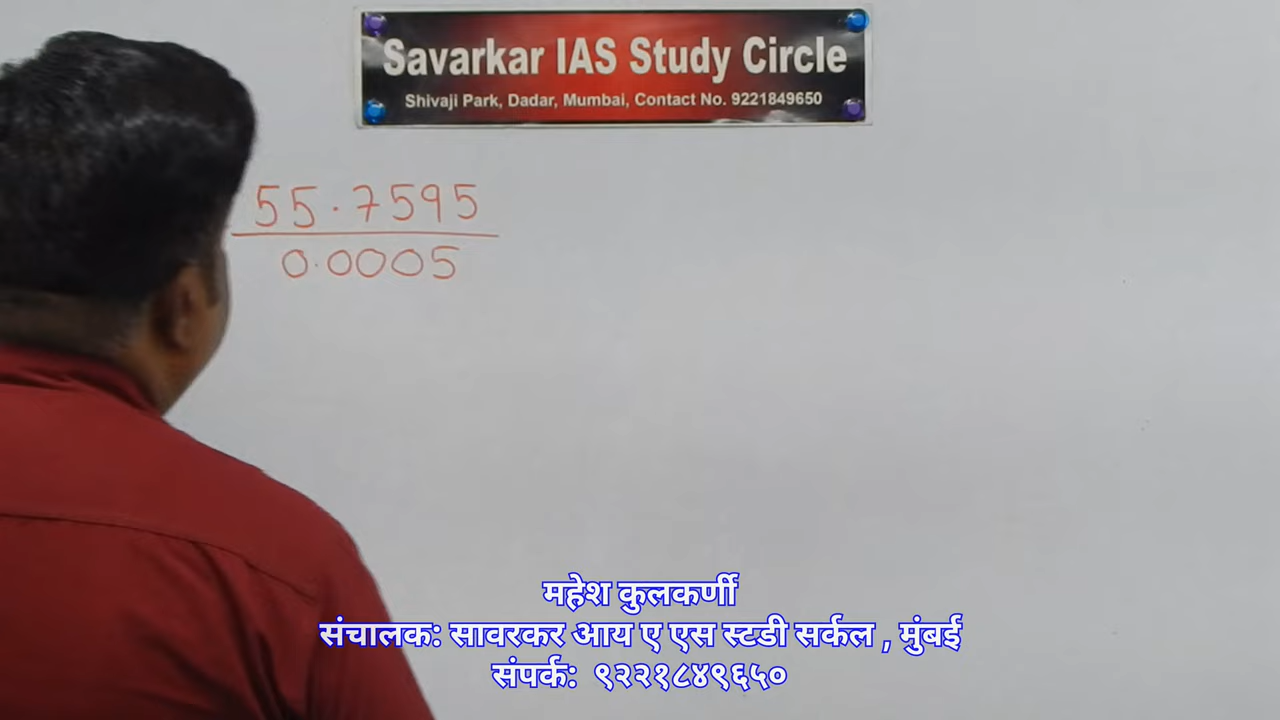 Savarkar IAS Study Circle
Shivaji Park, Dadar, Mumbai, Contact No. 9221849650
55.7595
0.0005
महेश कुलकर्णी
संचालक: सावरकर आय ए एस स्टडी सर्कल , मुंबई
संपर्क: ९२२१८४९६५०